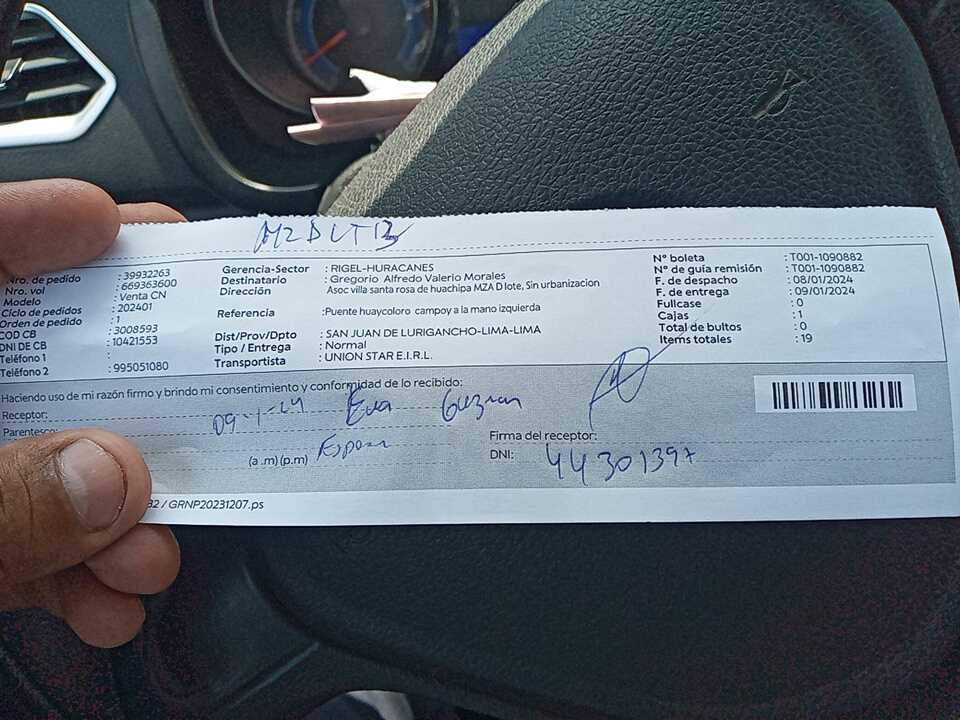 MZ D LT 13
Nro. de pedido : 39932263
Nro. vol : 669363600
Modelo : Venta CN
Ciclo de pedidos : 202401
Orden de pedido : 1
COD CB : 3008593
DNI DE CB : 10421553
Teléfono 1 :
Teléfono 2 : 995051080
Gerencia-Sector : RIGEL-HURACANES
Destinatario : Gregorio Alfredo Valerio Morales
Dirección Asoc villa santa rosa de huachipa MZA D lote, Sin urbanizacion
Referencia :Puente huaycoloro campoy a la mano izquierda
Dist/Prov/Dpto : SAN JUAN DE LURIGANCHO-LIMA-LIMA
Tipo / Entrega : Normal
Transportista : UNION STAR E.I.R.L.
N° boleta : T001-1090882
N° de guía remisión : T001-1090882
F. de despacho : 08/01/2024
F. de entrega : 09/01/2024
Fullcase : 0
Cajas : 1
Total de bultos : 0
Items totales : 19
Haciendo uso de mi razón firmo y brindo mi consentimiento y conformidad de lo recibido:
Receptor: 09-1-24 Eva Guzman
Parentesco
(a .m) (p.m) Esposa
Firma del receptor:
DNI: 44301397
82 / GRNP20231207.ps